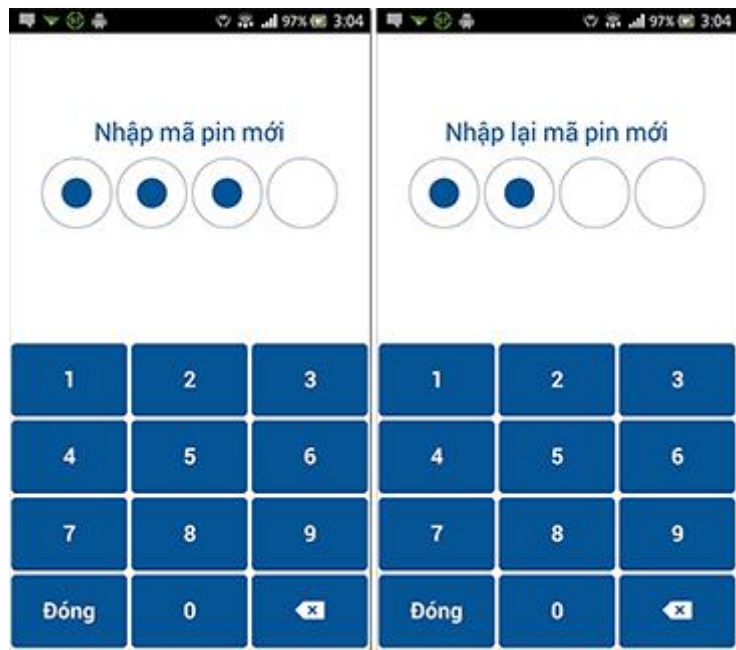 97% 3:04
Nhập mã pin mới
1 2 3
4 5 6
7 8 9
Đóng 0
97% 3:04
Nhập lại mã pin mới
1 2 3
4 5 6
7 8 9
Đóng 0